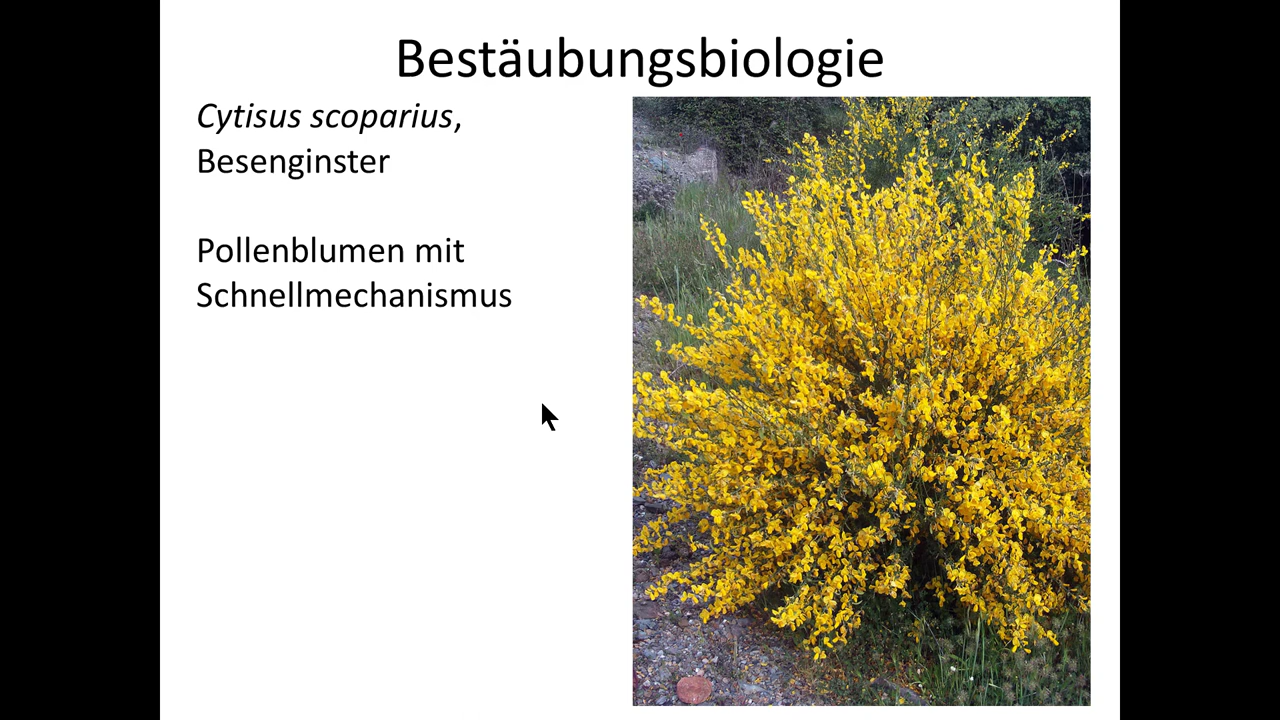 Bestäubungsbiologie
Cytisus scoparius,
Besenginster
Pollenblumen mit
Schnellmechanismus